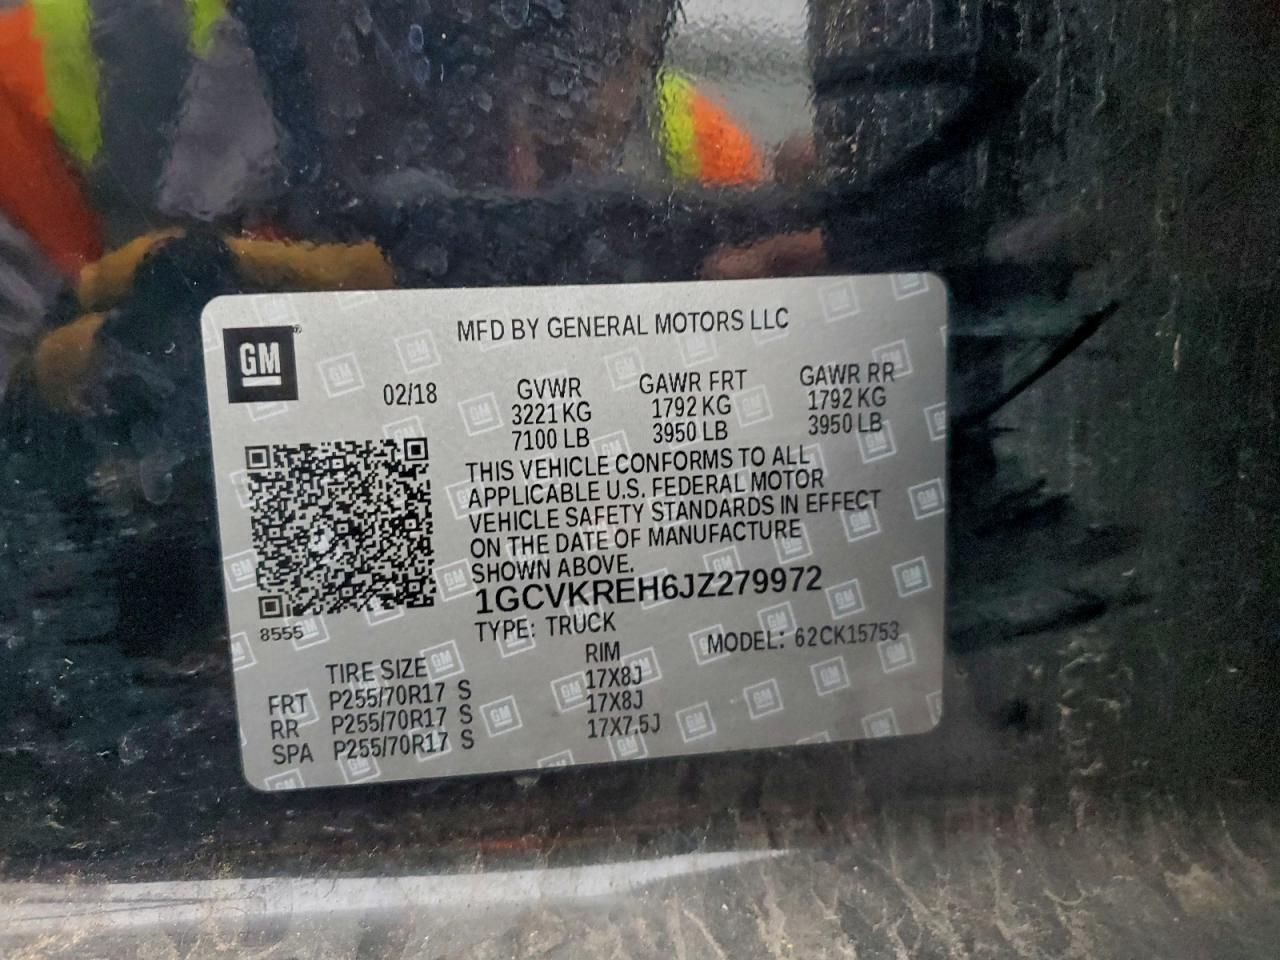 GM
MFD BY GENERAL MOTORS LLC
02/18
GVWR GAWR FRT GAWR RR
3221 KG 1792 KG 1792 KG
7100 LB 3950 LB 3950 LB
THIS VEHICLE CONFORMS TO ALL
APPLICABLE U.S. FEDERAL MOTOR
VEHICLE SAFETY STANDARDS IN EFFECT
ON THE DATE OF MANUFACTURE
SHOWN ABOVE.
1GCVKREH6JZ279972
8555
TYPE: TRUCK MODEL: 62CK15753
TIRE SIZE RIM
FRT P255/70R17 S 17X8J
RR P255/70R17 S 17X8J
SPA P255/70R17 S 17X7.5J